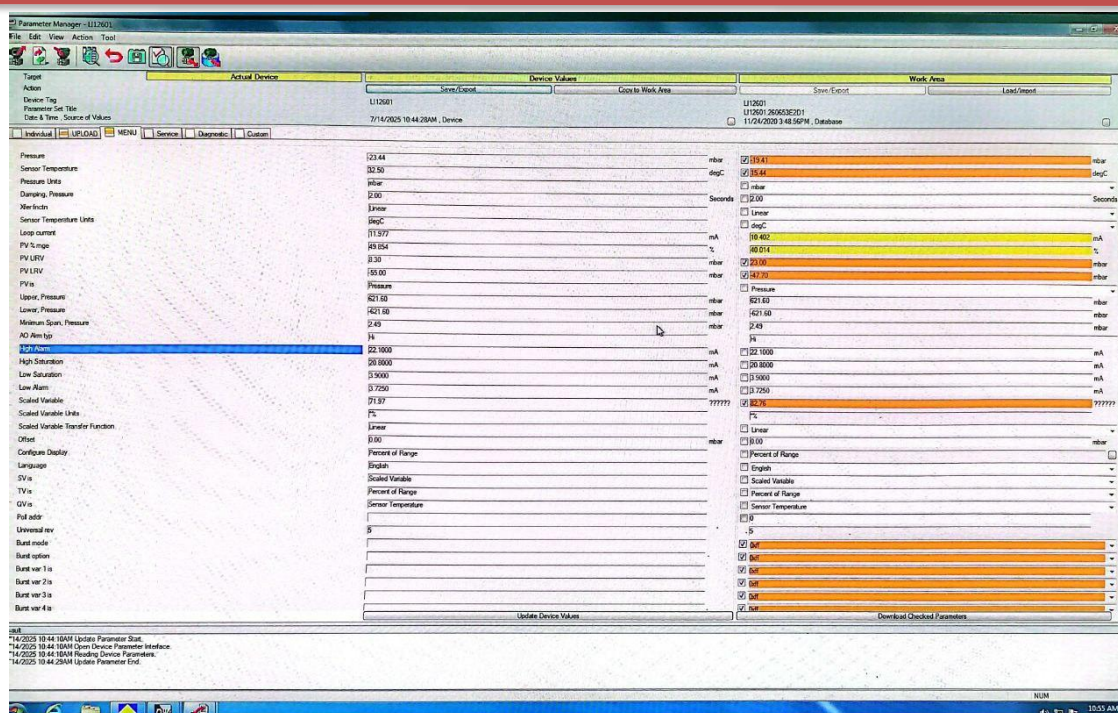 Parameter Manager - LI12601
File Edit View Action Tool
Target Actual Device Device Values Work Area
Action Save/Export Copy to Work Area Save/Export Load/Import
Device Tag LI12601 LI12601
Parameter Set Title LI12601.260653E2D1
Date & Time , Source of Values 7/14/2025 10:44:28AM , Device 11/24/2020 3:48:56PM , Database
Individual UPLOAD MENU Service Diagnostic Custom
Pressure -23.44 mbar -19.41 mbar
Sensor Temperature 32.50 degC 15.44 degC
Pressure Units mbar mbar
Damping, Pressure 2.00 Seconds 2.00 Seconds
Xfer fnctn Linear Linear
Sensor Temperature Units degC degC
Loop current 11.977 mA 10.402 mA
PV % rnge 49.854 % 40.014 %
PV URV 8.30 mbar 23.00 mbar
PV LRV -55.00 mbar -47.70 mbar
PV is Pressure Pressure
Upper, Pressure 621.60 mbar 621.60 mbar
Lower, Pressure -621.60 mbar -621.60 mbar
Minimum Span, Pressure 2.49 mbar 2.49 mbar
AO Alrm typ Hi Hi
High Alarm 22.1000 mA 22.1000 mA
High Saturation 20.8000 mA 20.8000 mA
Low Saturation 3.9000 mA 3.9000 mA
Low Alarm 3.7250 mA 3.7250 mA
Scaled Variable 71.97 ?????? 82.76 ??????
Scaled Variable Units "% "%
Scaled Variable Transfer Function Linear Linear
Offset 0.00 mbar 0.00 mbar
Configure Display Percent of Range Percent of Range
Language English English
SV is Scaled Variable Scaled Variable
TV is Percent of Range Percent of Range
QV is Sensor Temperature Sensor Temperature
Poll addr 0
Universal rev 5 5
Burst mode 0xff
Burst option 0xff
Burst var 1 is 0xff
Burst var 2 is 0xff
Burst var 3 is 0xff
Burst var 4 is 0xff
Update Device Values Download Checked Parameters
14/2025 10:44:10AM Update Parameter Start.
14/2025 10:44:10AM Open Device Parameter Interface.
14/2025 10:44:10AM Reading Device Parameters.
14/2025 10:44:29AM Update Parameter End.
NUM
10:55 AM